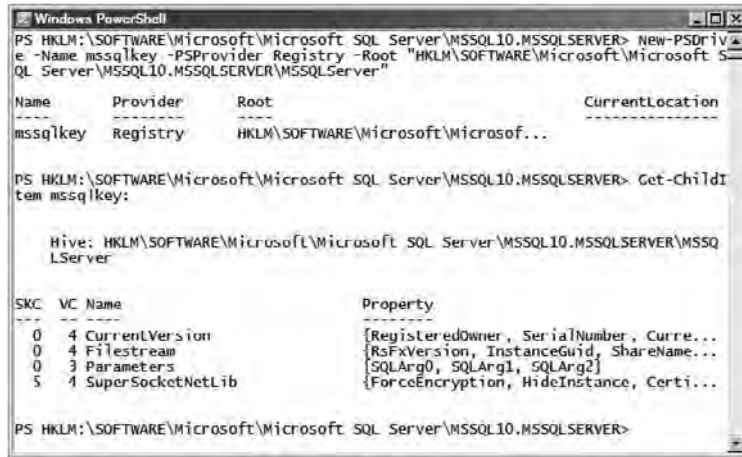 Windows PowerShell
PS HKLM:\SOFTWARE\Microsoft\Microsoft SQL Server\MSSQL10.MSSQLSERVER> New-PSDriv
e -Name mssqlkey -PSProvider Registry -Root "HKLM\SOFTWARE\Microsoft\Microsoft S
QL Server\MSSQL10.MSSQLSERVER\MSSQLServer"
Name Provider Root CurrentLocation
---- -------- ---- ---------------
mssqlkey Registry HKLM\SOFTWARE\Microsoft\Microsof...
PS HKLM:\SOFTWARE\Microsoft\Microsoft SQL Server\MSSQL10.MSSQLSERVER> Get-ChildI
tem mssqlkey:
Hive: HKLM\SOFTWARE\Microsoft\Microsoft SQL Server\MSSQL10.MSSQLSERVER\MSSQ
LServer
SKC VC Name Property
--- -- ---- --------
0 4 CurrentVersion {RegisteredOwner, SerialNumber, Curre...
0 4 Filestream {RsFxVersion, InstanceGuid, ShareName...
0 3 Parameters {SQLArg0, SQLArg1, SQLArg2}
5 4 SuperSocketNetLib {ForceEncryption, HideInstance, Certi...
PS HKLM:\SOFTWARE\Microsoft\Microsoft SQL Server\MSSQL10.MSSQLSERVER>